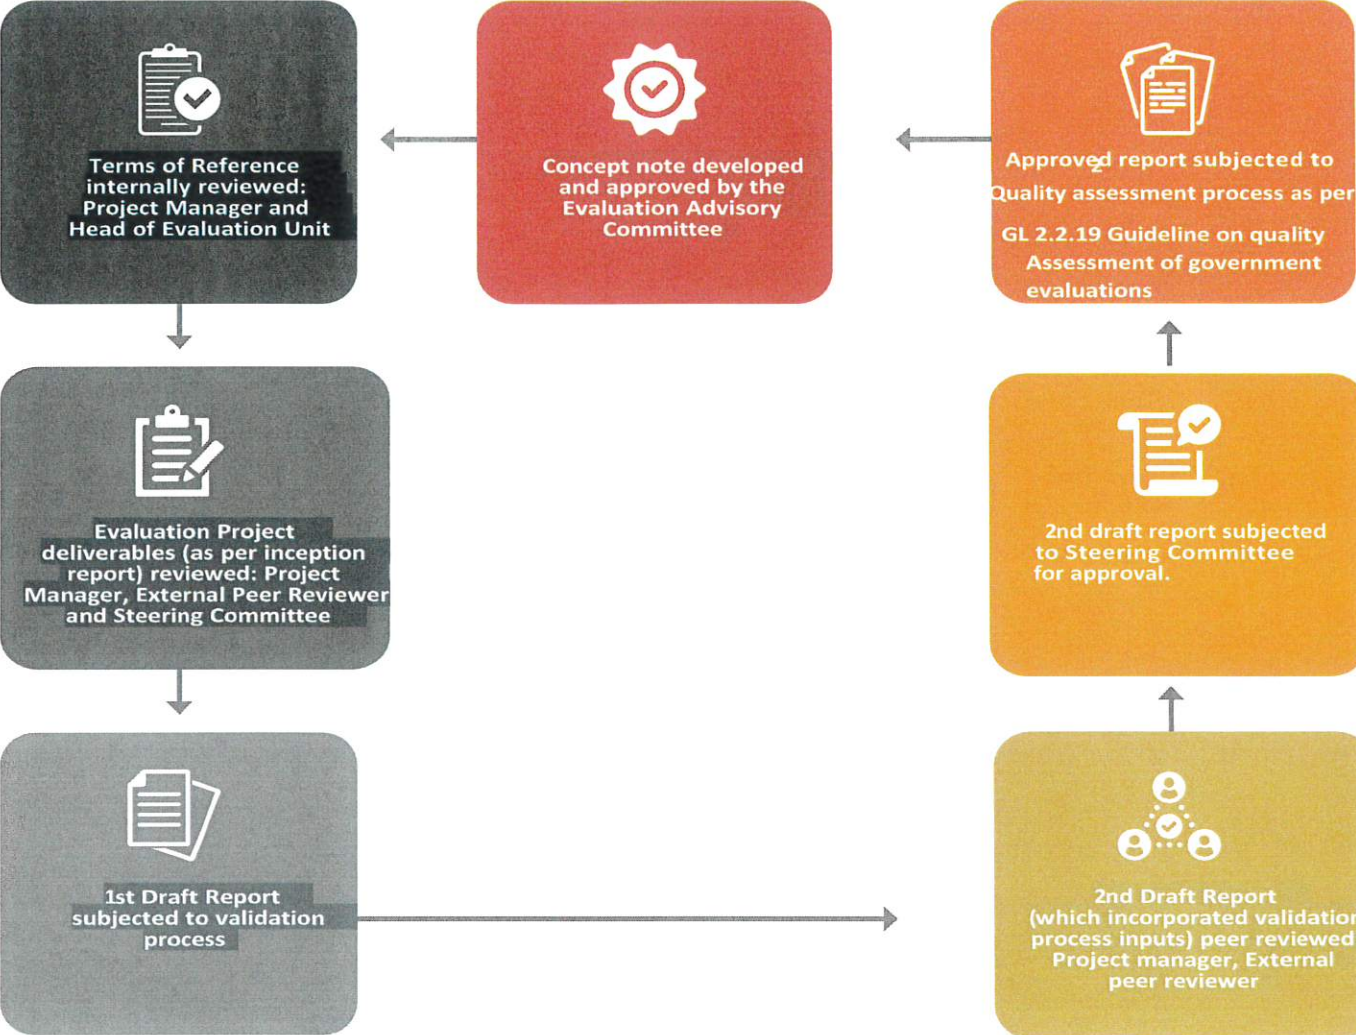 Terms of Reference
internally reviewed:
Project Manager and
Head of Evaluation Unit
Concept note developed
and approved by the
Evaluation Advisory
Committee
Approved report subjected to
2
Quality assessment process as per
GL 2.2.19 Guideline on quality
Assessment of government
evaluations
Evaluation Project
deliverables (as per inception
report) reviewed: Project
Manager, External Peer Reviewer
and Steering Committee
2nd draft report subjected
to Steering Committee
for approval.
1st Draft Report
subjected to validation
process
2nd Draft Report
(which incorporated validation
process inputs) peer reviewed
Project manager, External
peer reviewer